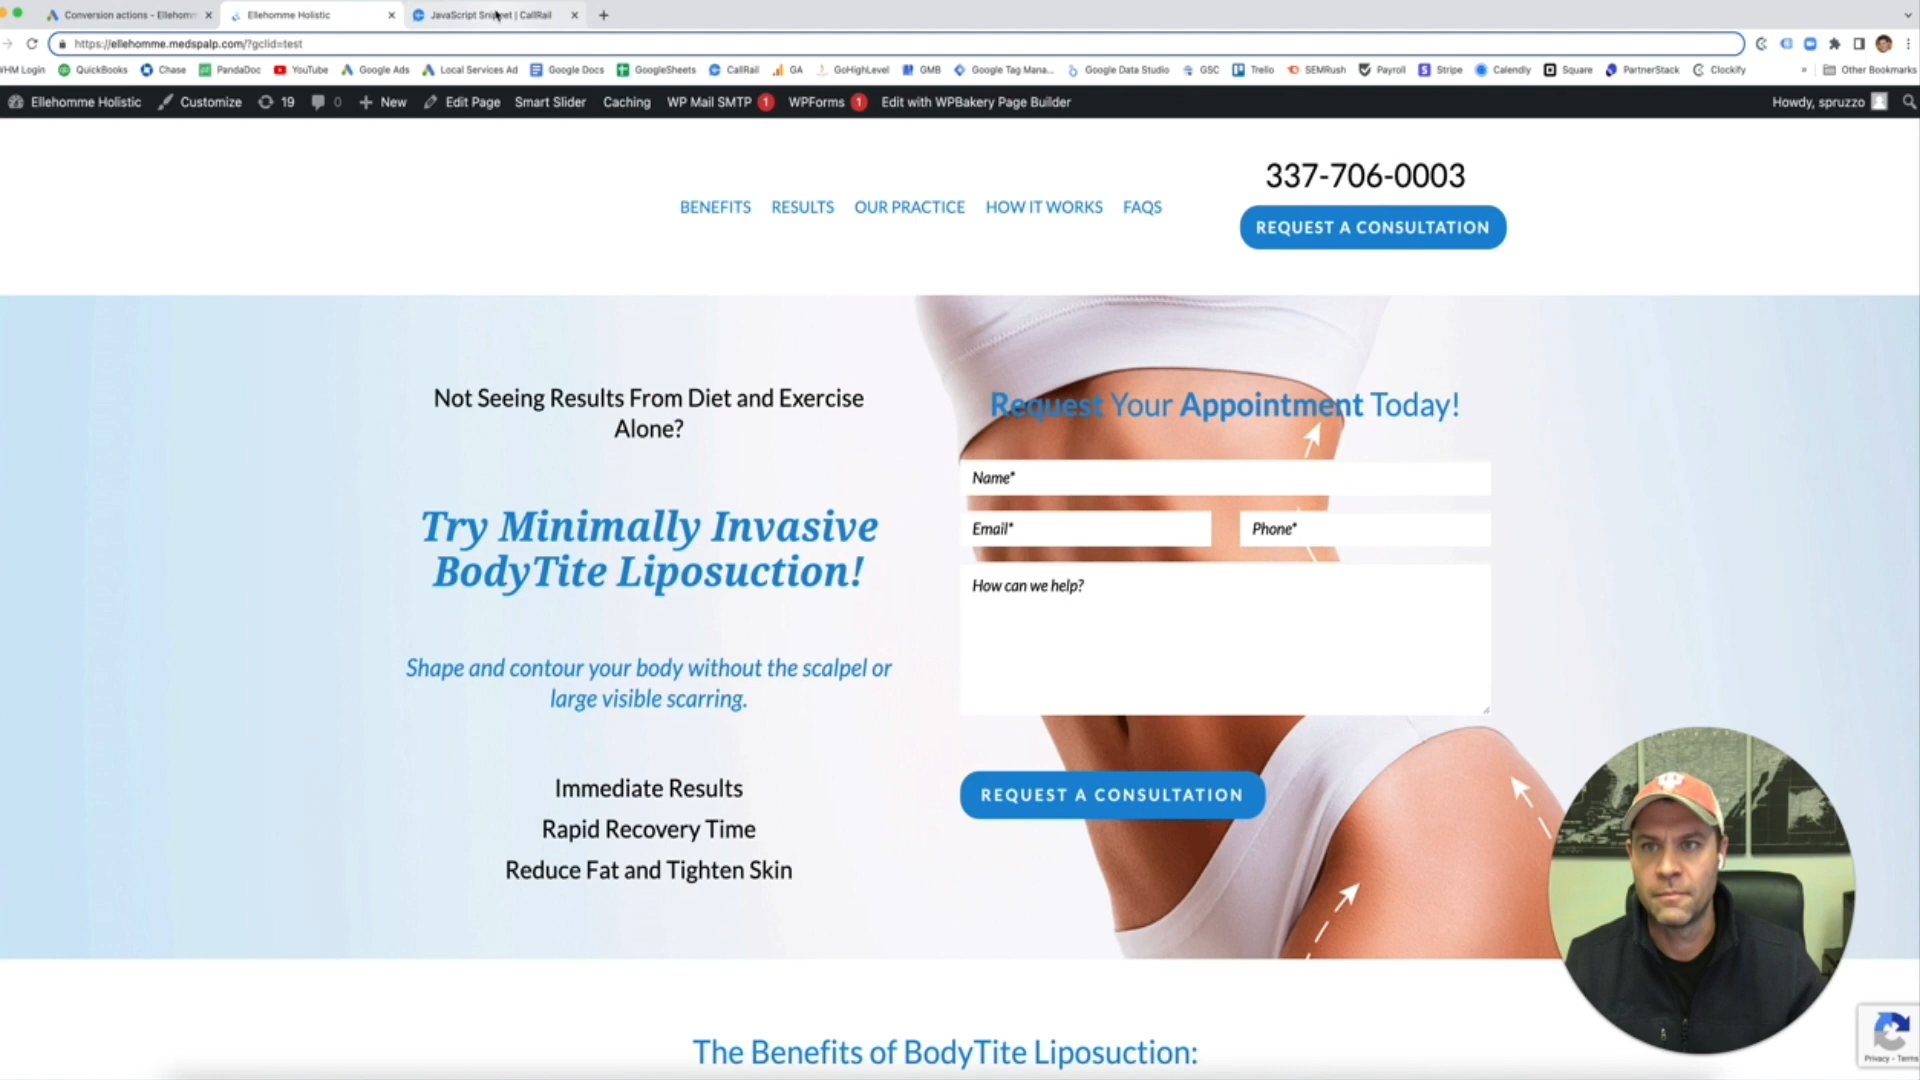 Conversion actions - Ellehom
Ellehomme Holistic
JavaScript Snippet | CallRail
https://ellehomme.medspalp.com/?gclid=test
WHM Login
QuickBooks
Chase
PandaDoc
YouTube
Google Ads
Local Services Ad
Google Docs
GoogleSheets
CallRail
GA
GoHighLevel
GMB
Google Tag Mana...
Google Data Studio
GSC
Trello
SEMRush
Payroll
Stripe
Calendly
Square
PartnerStack
Clockify
»
Other Bookmarks
Ellehomme Holistic
Customize
19
0
New
Edit Page
Smart Slider
Caching
WP Mail SMTP 1
WPForms 1
Edit with WPBakery Page Builder
Howdy, spruzzo
337-706-0003
BENEFITS
RESULTS
OUR PRACTICE
HOW IT WORKS
FAQS
REQUEST A CONSULTATION
Not Seeing Results From Diet and Exercise
Alone?
Try Minimally Invasive
BodyTite Liposuction!
Shape and contour your body without the scalpel or
large visible scarring.
Immediate Results
Rapid Recovery Time
Reduce Fat and Tighten Skin
Request Your Appointment Today!
Name*
Email*
Phone*
How can we help?
REQUEST A CONSULTATION
The Benefits of BodyTite Liposuction:
Privacy - Terms